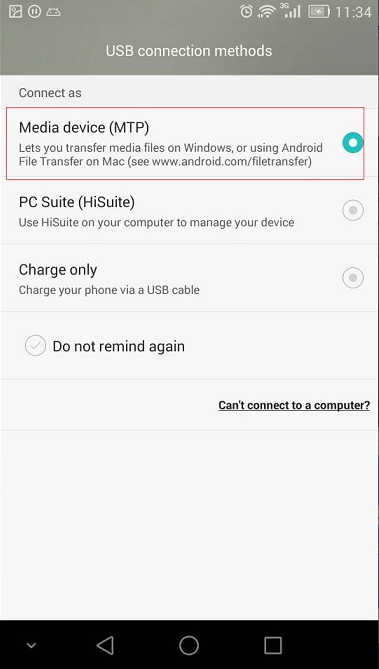 3G 11:34
USB connection methods
Connect as
Media device (MTP)
Lets you transfer media files on Windows, or using Android
File Transfer on Mac (see www.android.com/filetransfer)
PC Suite (HiSuite)
Use HiSuite on your computer to manage your device
Charge only
Charge your phone via a USB cable
Do not remind again
Can't connect to a computer?